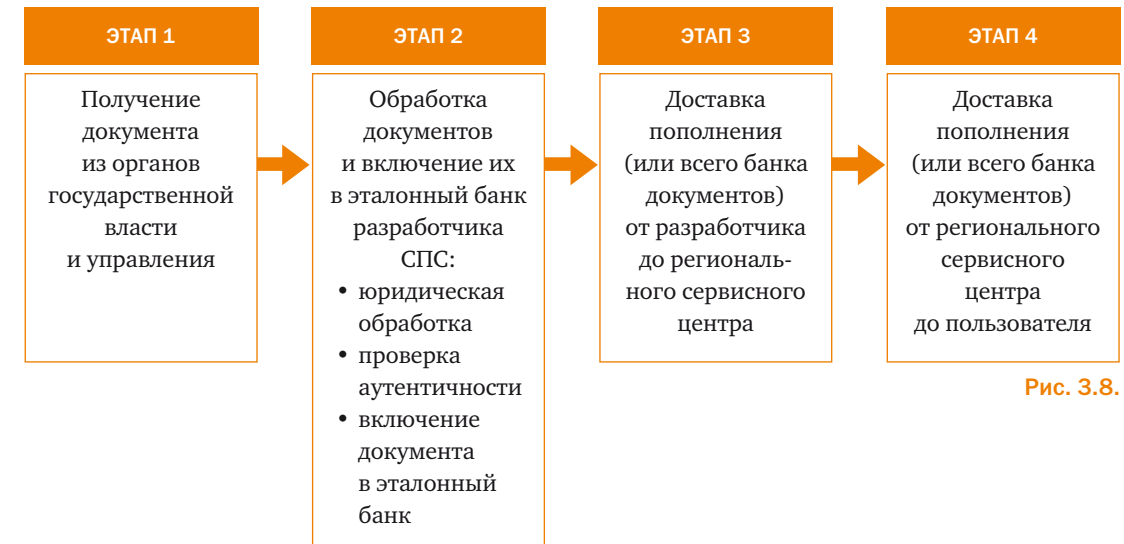 ЭТАП 1
Получение
документа
из органов
государственной
власти
и управления
ЭТАП 2
Обработка
документов
и включение их
в эталонный банк
разработчика
СПС:
• юридическая
обработка
• проверка
аутентичности
• включение
документа
в эталонный
банк
ЭТАП 3
Доставка
пополнения
(или всего банка
документов)
от разработчика
до региональ-
ного сервисного
центра
ЭТАП 4
Доставка
пополнения
(или всего банка
документов)
от регионального
сервисного
центра
до пользователя
Рис. 3.8.